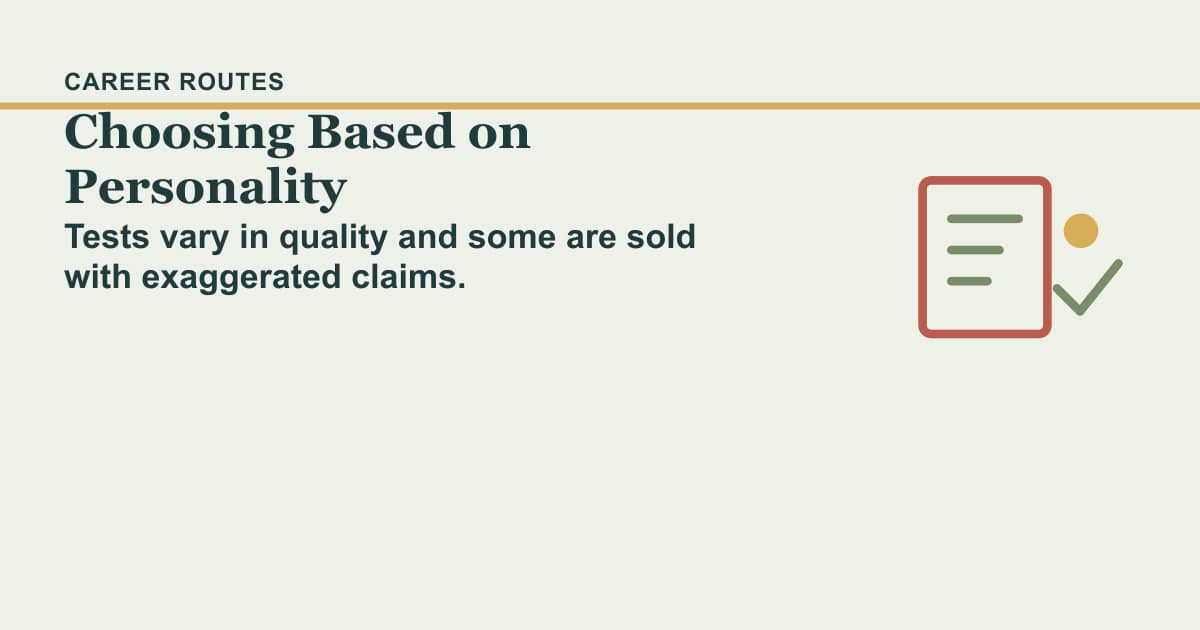 CAREER ROUTES
Choosing Based on
Personality
Tests vary in quality and some are sold
with exaggerated claims.